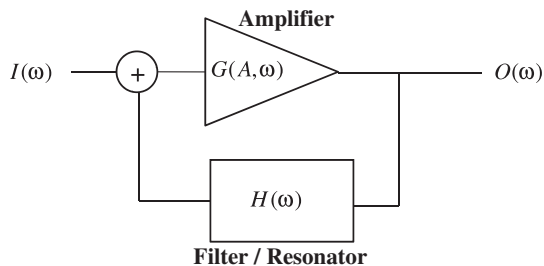 Amplifier
I(ω)
+
G(A,ω)
O(ω)
H(ω)
Filter / Resonator